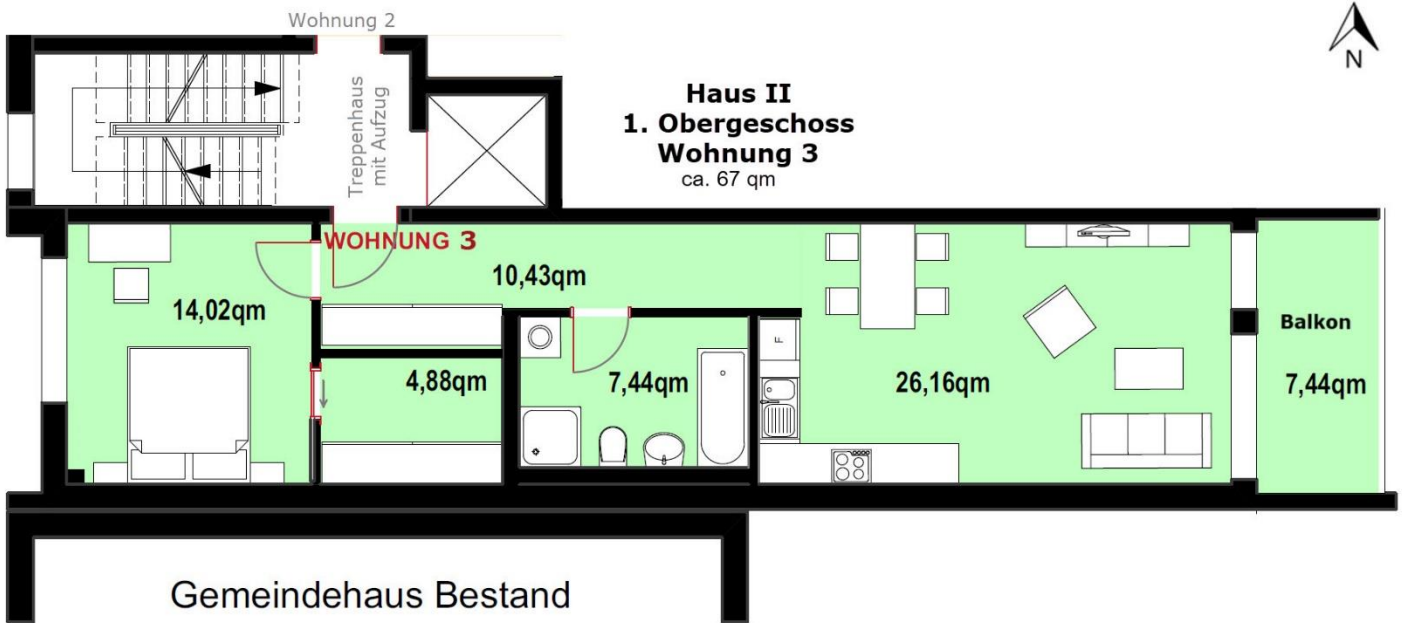 Wohnung 2
N
Treppenhaus
mit Aufzug
Haus II
1. Obergeschoss
Wohnung 3
ca. 67 qm
WOHNUNG 3
10,43qm
14,02qm
Balkon
F
4,88qm
7,44qm
26,16qm
7,44qm
Gemeindehaus Bestand